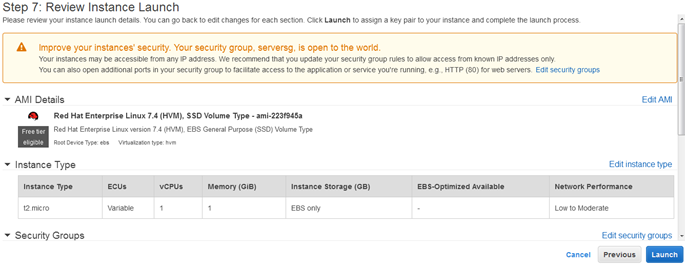 Step 7: Review Instance Launch
Please review your instance launch details. You can go back to edit changes for each section. Click Launch to assign a key pair to your instance and complete the launch process.
Improve your instances' security. Your security group, serversg, is open to the world.
Your instances may be accessible from any IP address. We recommend that you update your security group rules to allow access from known IP addresses only.
You can also open additional ports in your security group to facilitate access to the application or service you're running, e.g., HTTP (80) for web servers. Edit security groups
AMI Details Edit AMI
Red Hat Enterprise Linux 7.4 (HVM), SSD Volume Type - ami-223f945a
Free tier eligible
Red Hat Enterprise Linux version 7.4 (HVM), EBS General Purpose (SSD) Volume Type
Root Device Type: ebs Virtualization type: hvm
Instance Type Edit instance type
Instance Type ECUs vCPUs Memory (GiB) Instance Storage (GB) EBS-Optimized Available Network Performance
t2.micro Variable 1 1 EBS only - Low to Moderate
Security Groups Edit security groups
Cancel Previous Launch